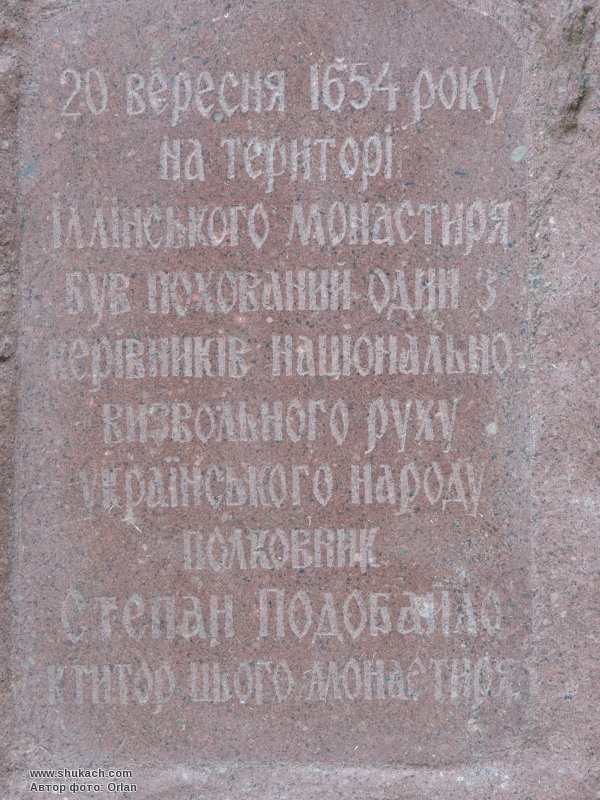 20 вересня 1654 року
на територі
Іллінського монастиря
був похований один з
керівників національно-
визвольного руху
українського народу
полковник
Степан Подобайло
ктитор цього монастиря
www.shukach.com
Автор фото: Orlan